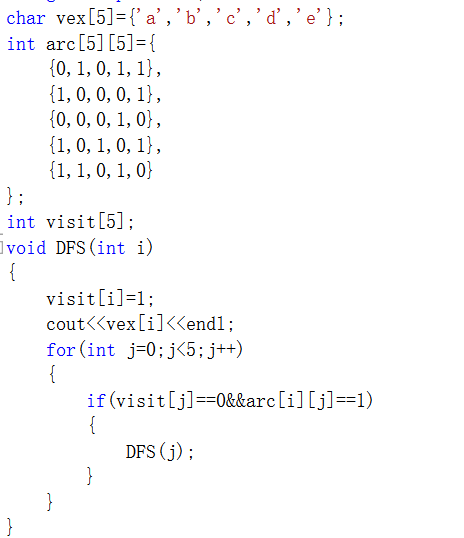 char vex[5]={'a','b','c','d','e'};
int arc[5][5]={
    {0,1,0,1,1},
    {1,0,0,0,1},
    {0,0,0,1,0},
    {1,0,1,0,1},
    {1,1,0,1,0}
};
int visit[5];
void DFS(int i)
{
    visit[i]=1;
    cout<<vex[i]<<endl;
    for(int j=0;j<5;j++)
    {
        if(visit[j]==0&&arc[i][j]==1)
        {
            DFS(j);
        }
    }
}